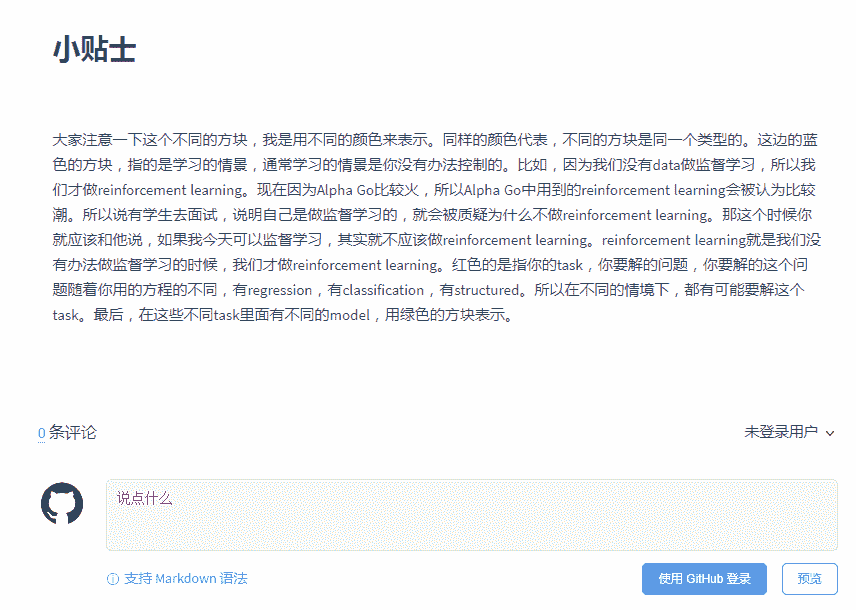 小贴士
大家注意一下这个不同的方块，我是用不同的颜色来表示。同样的颜色代表，不同的方块是同一个类型的。这边的蓝
色的方块，指的是学习的情景，通常学习的情景是你没有办法控制的。比如，因为我们没有data做监督学习，所以我
们才做reinforcement learning。现在因为Alpha Go比较火，所以Alpha Go中用到的reinforcement learning会被认为比较
潮。所以说有学生去面试，说明自己是做监督学习的，就会被质疑为什么不做reinforcement learning。那这个时候你
就应该和他说，如果我今天可以监督学习，其实就不应该做reinforcement learning。reinforcement learning就是我们没
有办法做监督学习的时候，我们才做reinforcement learning。红色的是指你的task，你要解的问题，你要解的这个问
题随着你用的方程的不同，有regression，有classification，有structured。所以在不同的情境下，都有可能要解这个
task。最后，在这些不同task里面有不同的model，用绿色的方块表示。
0 条评论
未登录用户
说点什么
支持 Markdown 语法
使用 GitHub 登录
预览